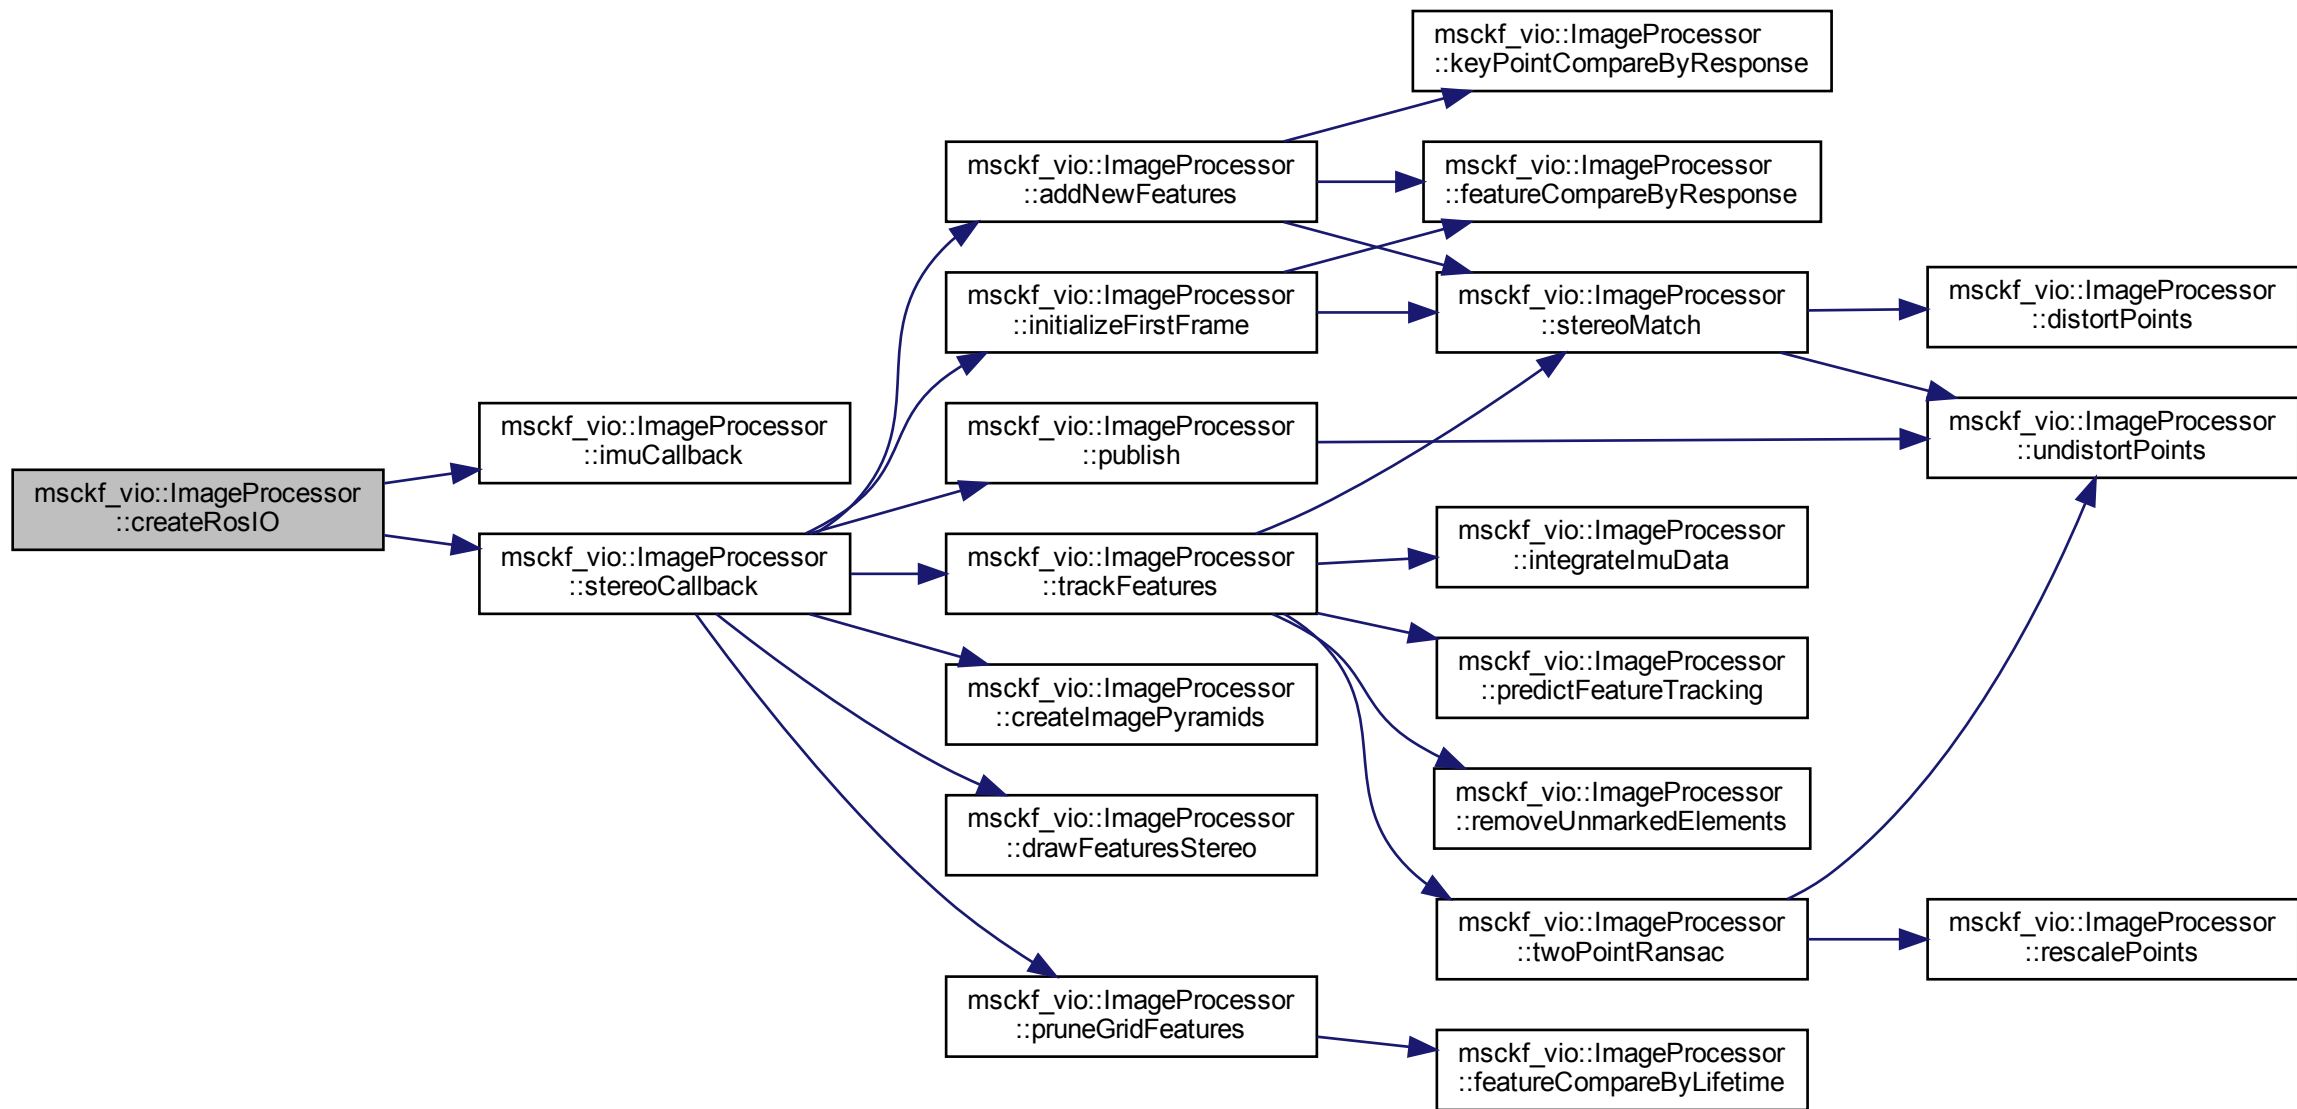 msckf_vio::ImageProcessor
::createRosIO
msckf_vio::ImageProcessor
::imuCallback
msckf_vio::ImageProcessor
::stereoCallback
msckf_vio::ImageProcessor
::addNewFeatures
msckf_vio::ImageProcessor
::initializeFirstFrame
msckf_vio::ImageProcessor
::publish
msckf_vio::ImageProcessor
::trackFeatures
msckf_vio::ImageProcessor
::createImagePyramids
msckf_vio::ImageProcessor
::drawFeaturesStereo
msckf_vio::ImageProcessor
::pruneGridFeatures
msckf_vio::ImageProcessor
::keyPointCompareByResponse
msckf_vio::ImageProcessor
::featureCompareByResponse
msckf_vio::ImageProcessor
::stereoMatch
msckf_vio::ImageProcessor
::integrateImuData
msckf_vio::ImageProcessor
::predictFeatureTracking
msckf_vio::ImageProcessor
::removeUnmarkedElements
msckf_vio::ImageProcessor
::twoPointRansac
msckf_vio::ImageProcessor
::featureCompareByLifetime
msckf_vio::ImageProcessor
::distortPoints
msckf_vio::ImageProcessor
::undistortPoints
msckf_vio::ImageProcessor
::rescalePoints